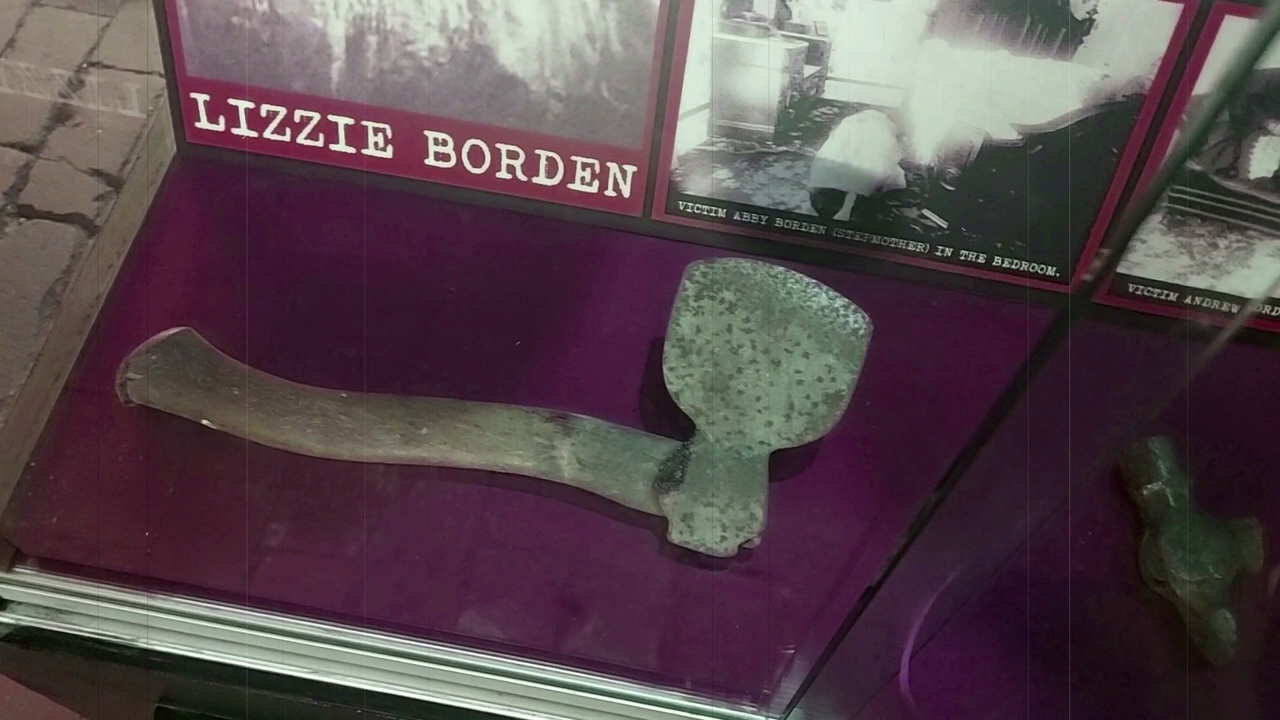 LIZZIE BORDEN
VICTIM ABBY BORDEN (STEPMOTHER) IN THE BEDROOM.
VICTIM ANDREW